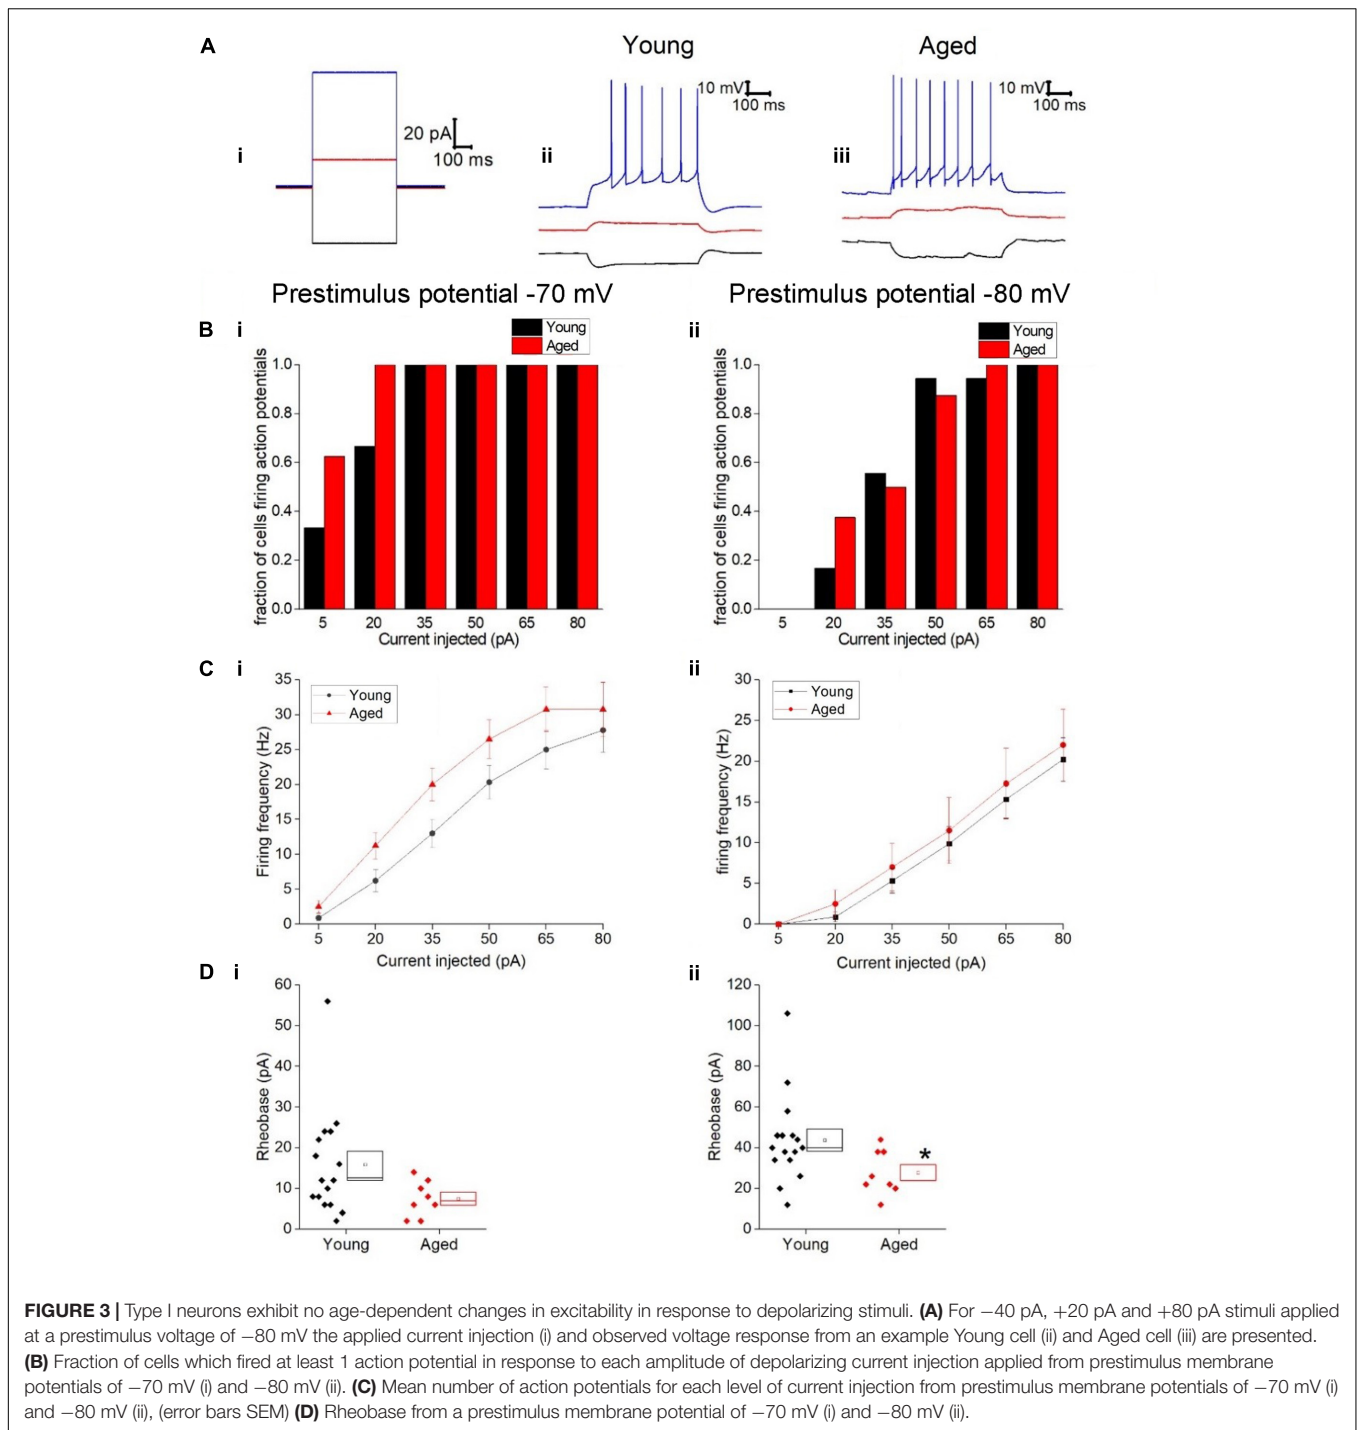 A
Young
Aged
i
20 pA
100 ms
ii
10 mV
100 ms
iii
10 mV
100 ms
Prestimulus potential -70 mV
Prestimulus potential -80 mV
B i
Young
Aged
fraction of cells firing action potentials
1.0
0.8
0.6
0.4
0.2
0.0
5 20 35 50 65 80
Current injected (pA)
ii
Young
Aged
fraction of cells firing action potentials
1.0
0.8
0.6
0.4
0.2
0.0
5 20 35 50 65 80
Current injected (pA)
C i
Young
Aged
Firing frequency (Hz)
35
30
25
20
15
10
5
0
5 20 35 50 65 80
Current injected (pA)
ii
Young
Aged
firing frequency (Hz)
30
25
20
15
10
5
0
5 20 35 50 65 80
Current injected (pA)
D i
Rheobase (pA)
60
50
40
30
20
10
0
Young Aged
ii
Rheobase (pA)
120
100
80
60
40
20
0
*
Young Aged
FIGURE 3 | Type I neurons exhibit no age-dependent changes in excitability in response to depolarizing stimuli. (A) For −40 pA, +20 pA and +80 pA stimuli applied
at a prestimulus voltage of −80 mV the applied current injection (i) and observed voltage response from an example Young cell (ii) and Aged cell (iii) are presented.
(B) Fraction of cells which fired at least 1 action potential in response to each amplitude of depolarizing current injection applied from prestimulus membrane
potentials of −70 mV (i) and −80 mV (ii). (C) Mean number of action potentials for each level of current injection from prestimulus membrane potentials of −70 mV (i)
and −80 mV (ii), (error bars SEM) (D) Rheobase from a prestimulus membrane potential of −70 mV (i) and −80 mV (ii).